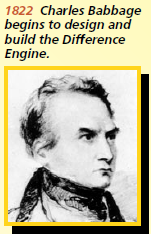 1822 Charles Babbage
begins to design and
build the Difference
Engine.